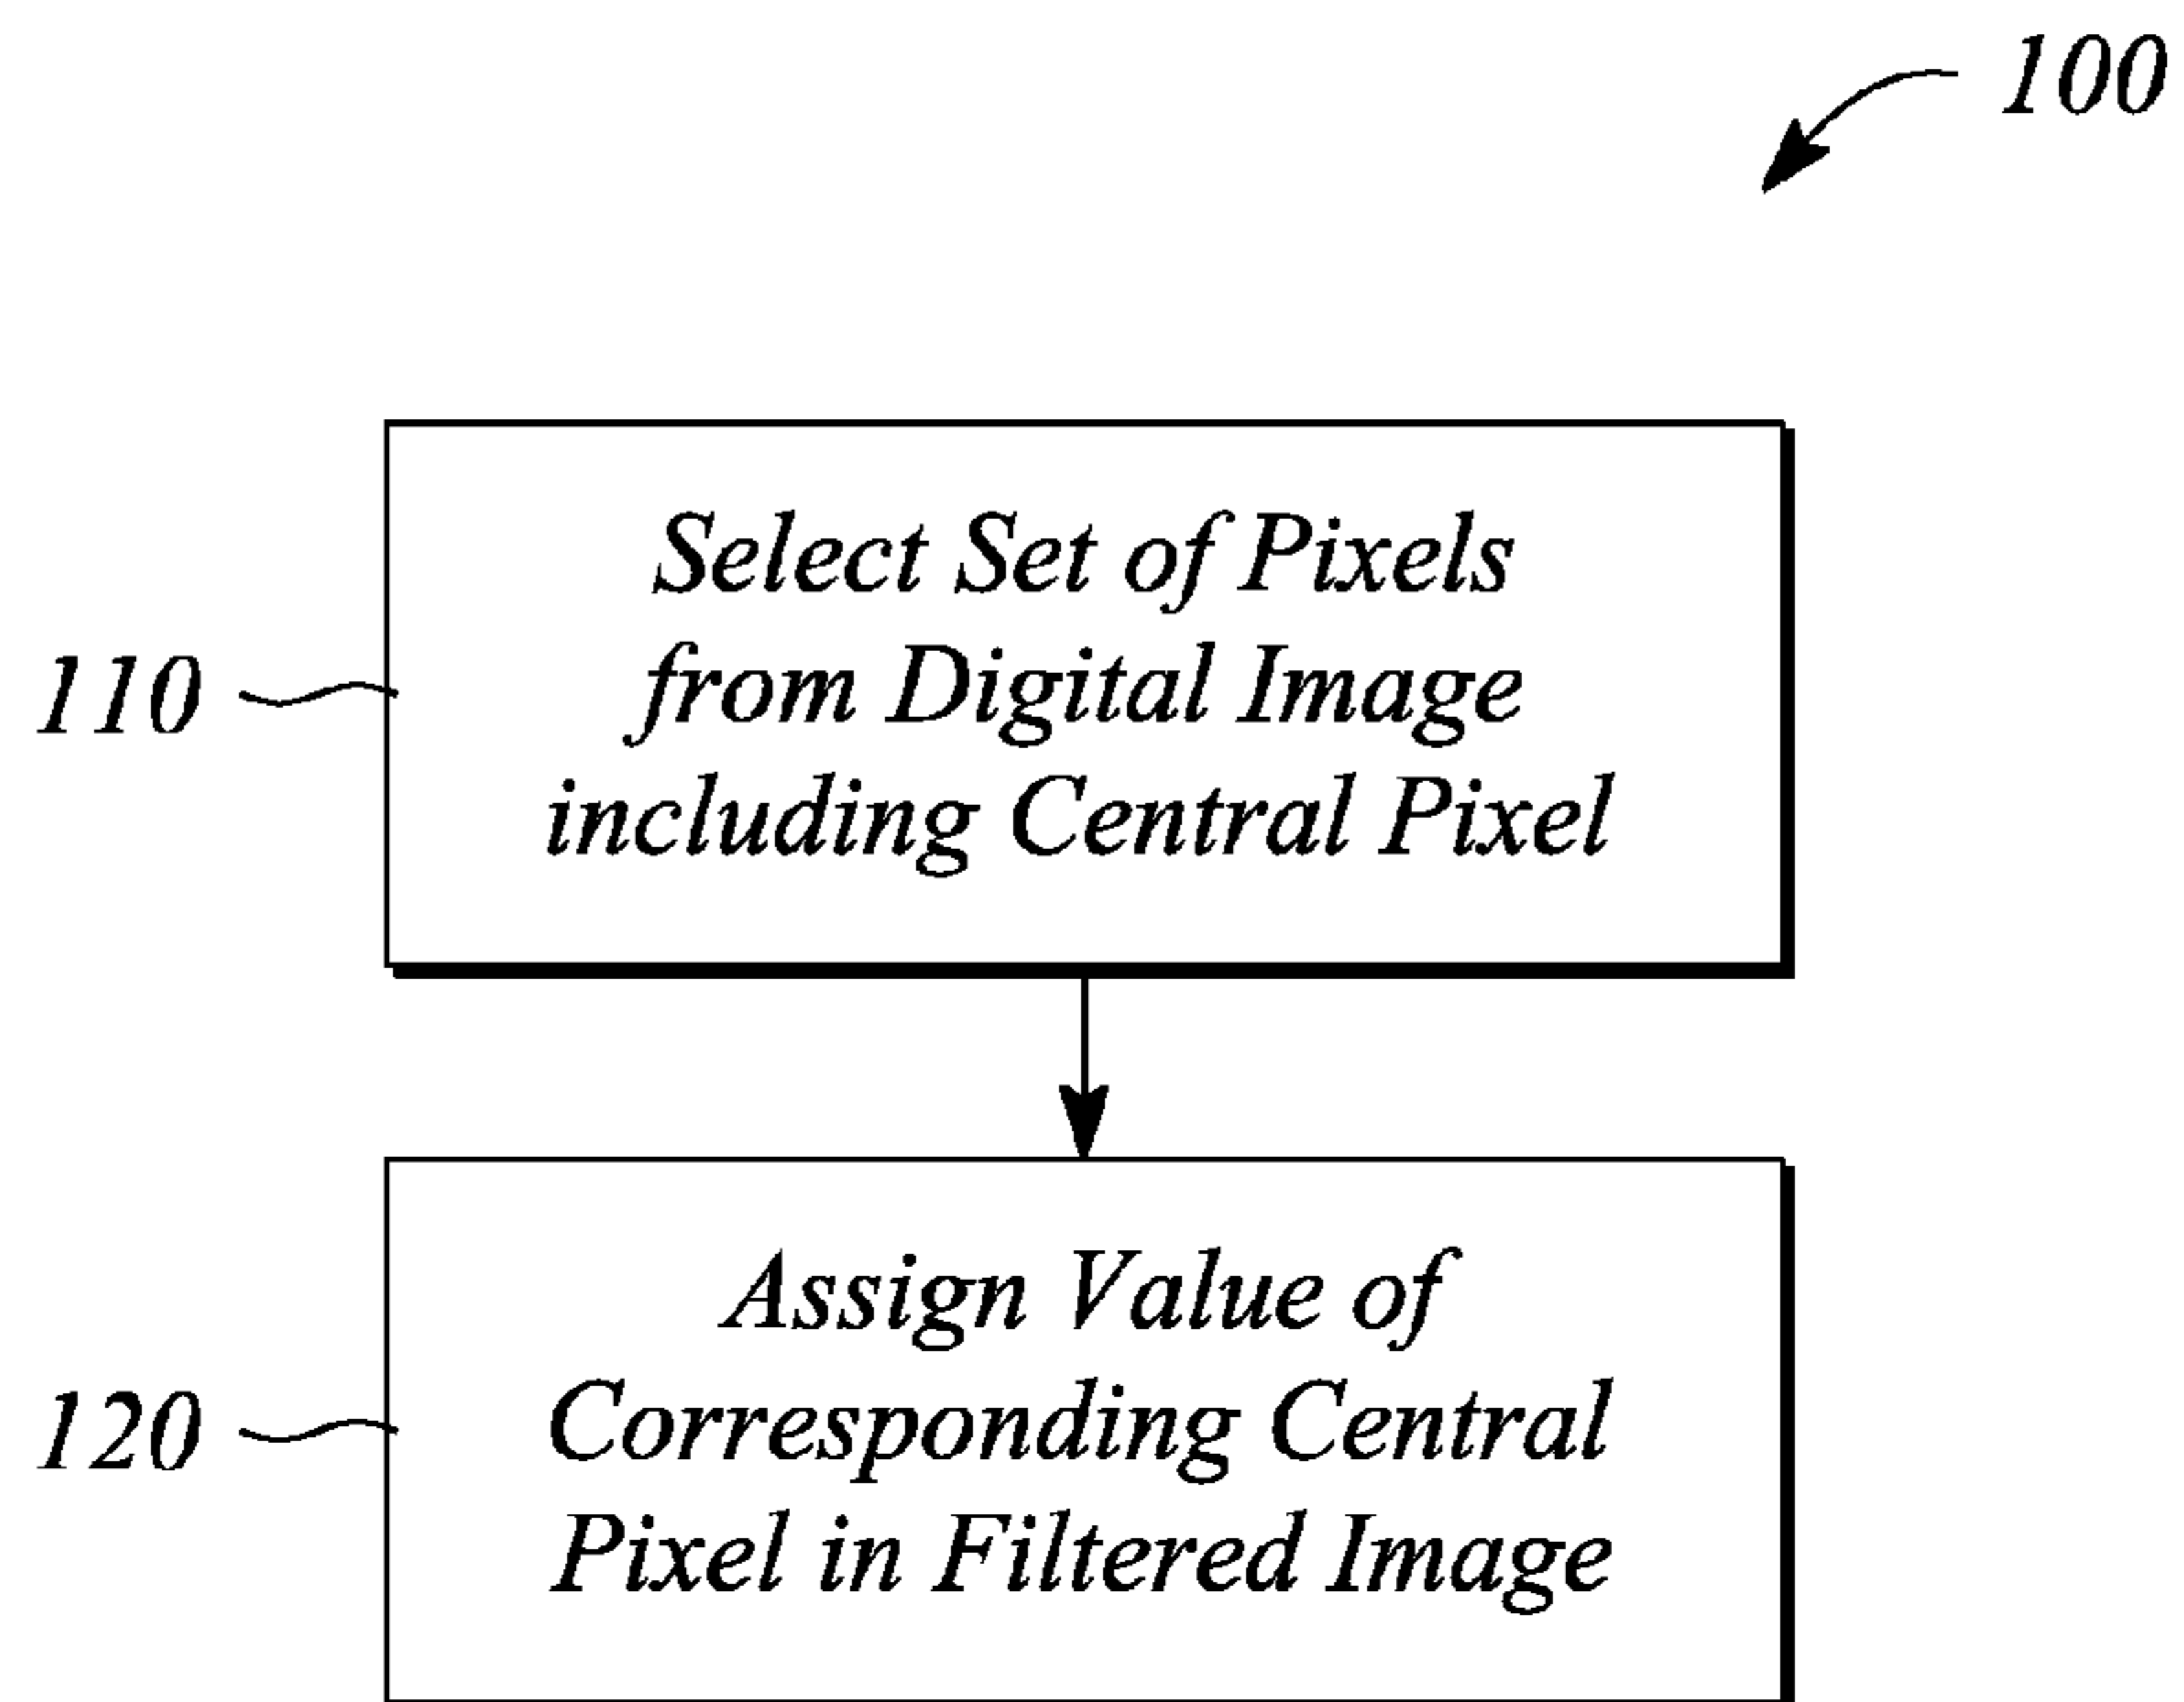 100
Select Set of Pixels
from Digital Image
including Central Pixel
110
Assign Value of
Corresponding Central
Pixel in Filtered Image
120